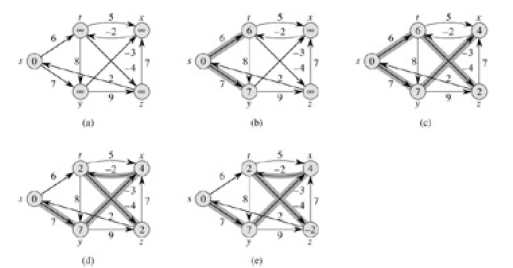 t 5 x
∞ -2 ∞
6 -3
s 0 8 -4 7
7 2
∞ 9 ∞
y z
(a)
t 5 x
6 -2 ∞
6 -3
s 0 8 -4 7
7 2
7 9 ∞
y z
(b)
t 5 x
6 -2 4
6 -3
s 0 8 -4 7
7 2
7 9 2
y z
(c)
t 5 x
2 -2 4
6 -3
s 0 8 -4 7
7 2
7 9 2
y z
(d)
t 5 x
2 -2 4
6 -3
s 0 8 -4 7
7 2
7 9 -2
y z
(e)